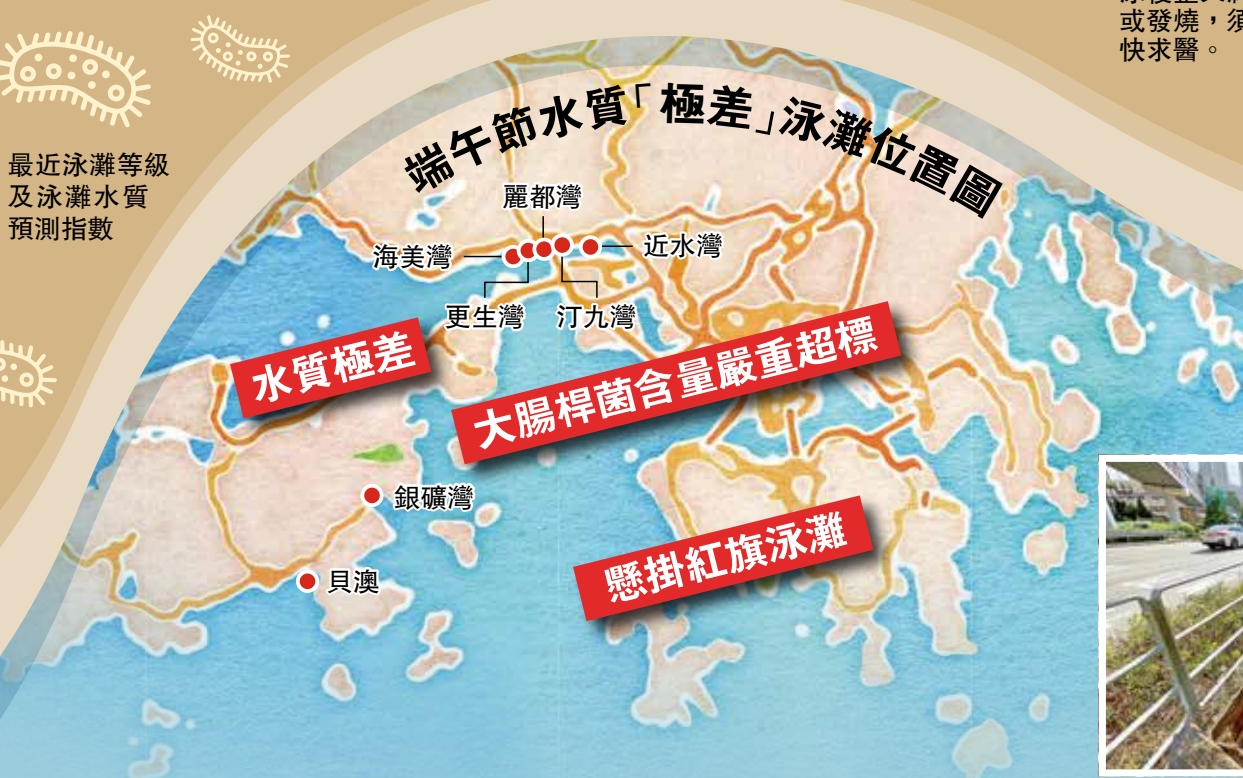 或發燒，須
快求醫。
最近泳灘等級
及泳灘水質
預測指數
端午節水質「極差」泳灘位置圖
麗都灣
海美灣
近水灣
更生灣
汀九灣
水質極差
大腸桿菌含量嚴重超標
銀礦灣
懸掛紅旗泳灘
貝澳